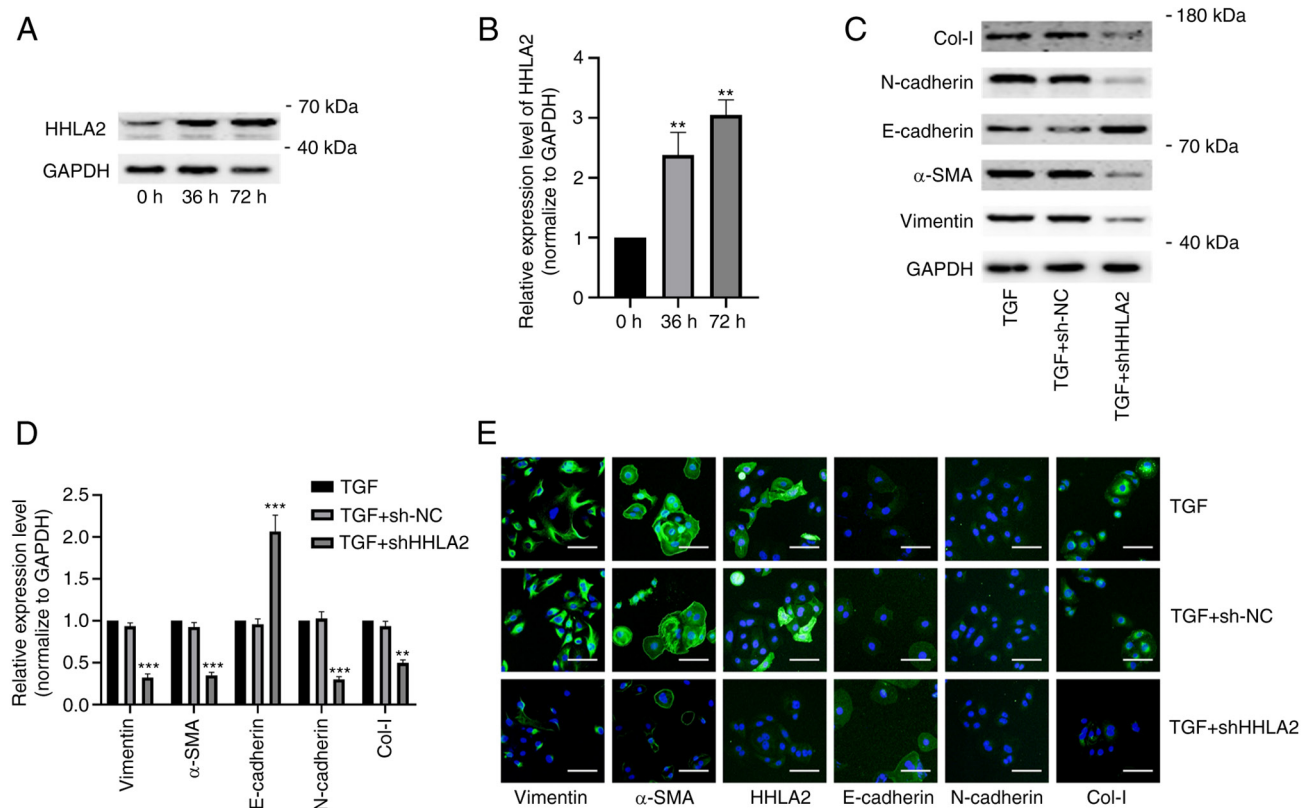 A
- 70 kDa
HHLA2
- 40 kDa
GAPDH
0 h 36 h 72 h
B
Relative expression level of HHLA2
(normalize to GAPDH)
4
3
2
1
0
**
**
0 h 36 h 72 h
C
- 180 kDa
Col-I
N-cadherin
E-cadherin
- 70 kDa
α-SMA
Vimentin
- 40 kDa
GAPDH
TGF
TGF+sh-NC
TGF+shHHLA2
D
Relative expression level
(normalize to GAPDH)
2.5
2.0
1.5
1.0
0.5
0.0
TGF
TGF+sh-NC
TGF+shHHLA2
***
***
***
***
**
Vimentin
α-SMA
E-cadherin
N-cadherin
Col-I
E
TGF
TGF+sh-NC
TGF+shHHLA2
Vimentin α-SMA HHLA2 E-cadherin N-cadherin Col-I